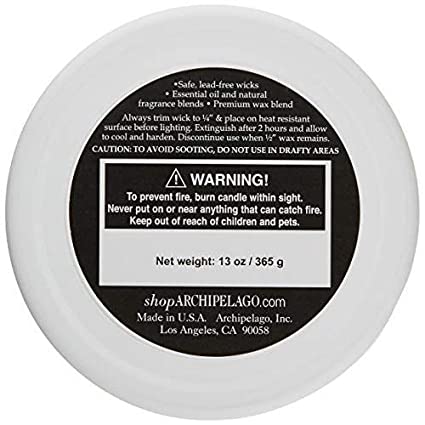 •Safe, lead-free wicks
• Essential oil and natural
fragrance blends • Premium wax blend
Always trim wick to ¼" & place on heat resistant
surface before lighting. Extinguish after 2 hours and allow
to cool and harden. Discontinue use when ½" wax remains.
CAUTION: TO AVOID SOOTING, DO NOT USE IN DRAFTY AREAS
⚠ WARNING!
To prevent fire, burn candle within sight.
Never put on or near anything that can catch fire.
Keep out of reach of children and pets.
Net weight: 13 oz / 365 g
shopARCHIPELAGO.com
Made in U.S.A. Archipelago, Inc.
Los Angeles, CA 90058